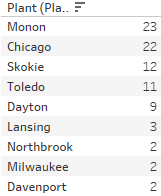 Plant (Pla..
Monon 23
Chicago 22
Skokie 12
Toledo 11
Dayton 9
Lansing 3
Northbrook 2
Milwaukee 2
Davenport 2